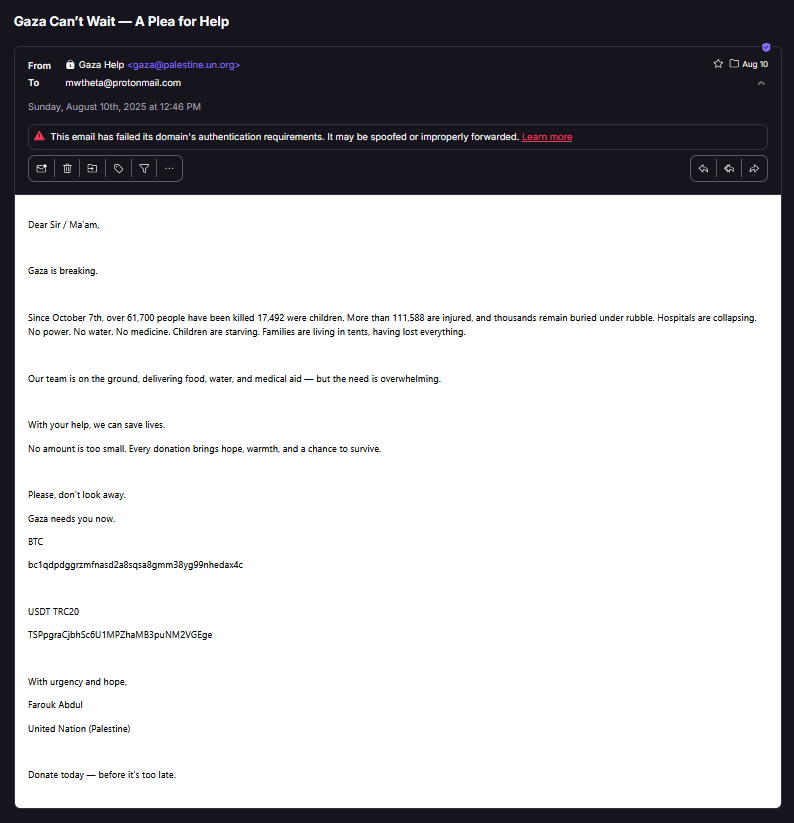 Gaza Can't Wait — A Plea for Help
From Gaza Help <gaza@palestine.un.org> Aug 10
To mwtheta@protonmail.com
Sunday, August 10th, 2025 at 12:46 PM
This email has failed its domain's authentication requirements. It may be spoofed or improperly forwarded. Learn more
Dear Sir / Ma'am,
Gaza is breaking.
Since October 7th, over 61,700 people have been killed 17,492 were children. More than 111,588 are injured, and thousands remain buried under rubble. Hospitals are collapsing.
No power. No water. No medicine. Children are starving. Families are living in tents, having lost everything.
Our team is on the ground, delivering food, water, and medical aid — but the need is overwhelming.
With your help, we can save lives.
No amount is too small. Every donation brings hope, warmth, and a chance to survive.
Please, don't look away.
Gaza needs you now.
BTC
bc1qdpdggrzmfnasd2a8sqsa8gmm38yg99nhedax4c
USDT TRC20
TSPpgraCjbhSc6U1MPZhaMB3puNM2VGEge
With urgency and hope,
Farouk Abdul
United Nation (Palestine)
Donate today — before it's too late.